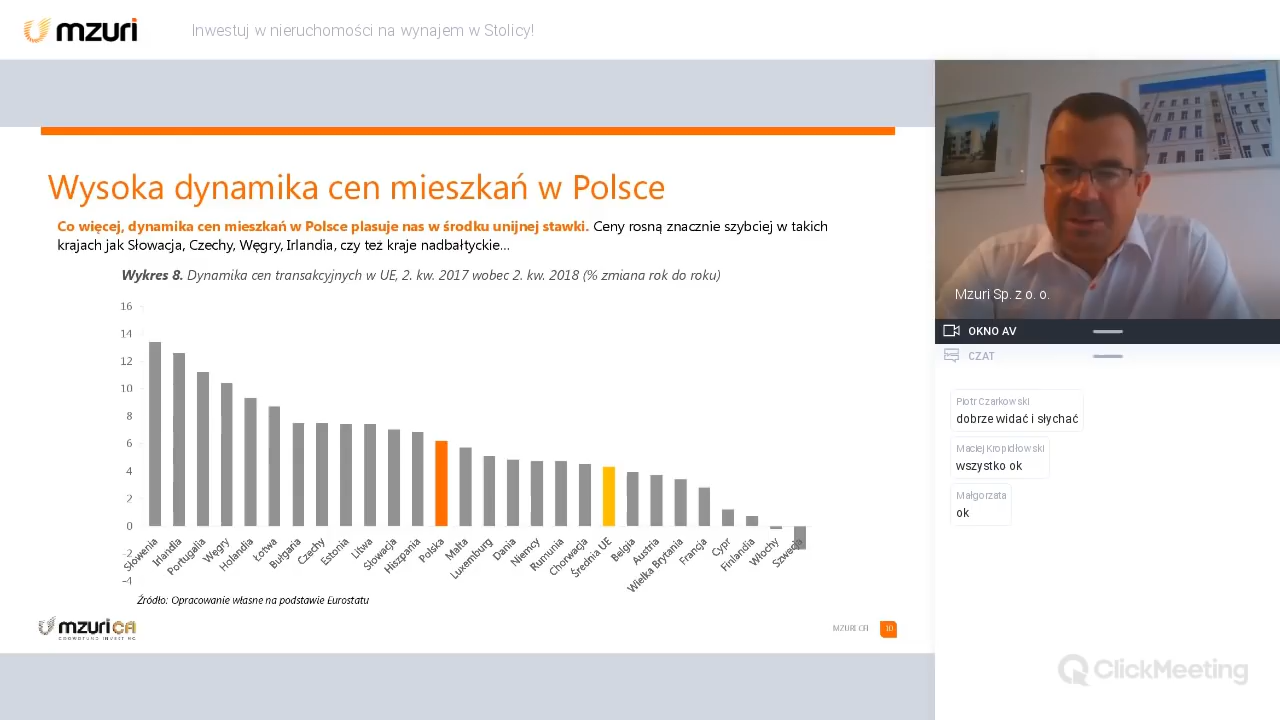 mzuri
Inwestuj w nieruchomości na wynajem w Stolicy!
Wysoka dynamika cen mieszkań w Polsce
Co więcej, dynamika cen mieszkań w Polsce plasuje nas w środku unijnej stawki. Ceny rosną znacznie szybciej w takich
krajach jak Słowacja, Czechy, Węgry, Irlandia, czy też kraje nadbałtyckie…
Wykres 8. Dynamika cen transakcyjnych w UE, 2. kw. 2017 wobec 2. kw. 2018 (% zmiana rok do roku)
16
14
12
10
8
6
4
2
0
-2
-4
Słowenia
Irlandia
Portugalia
Węgry
Holandia
Łotwa
Bułgaria
Czechy
Estonia
Litwa
Słowacja
Hiszpania
Polska
Malta
Luxemburg
Dania
Niemcy
Rumunia
Chorwacja
Średnia UE
Belgia
Austria
Wielka Brytania
Francja
Cypr
Finlandia
Włochy
Szwecja
Źródło: Opracowanie własne na podstawie Eurostatu
mzuri CFI
CROWDFUND INVESTING
MZURI CFI
10
Mzuri Sp. z o. o.
OKNO AV
CZAT
Piotr Czarkowski
dobrze widać i słychać
Maciej Kropidłowski
wszystko ok
Małgorzata
ok
ClickMeeting